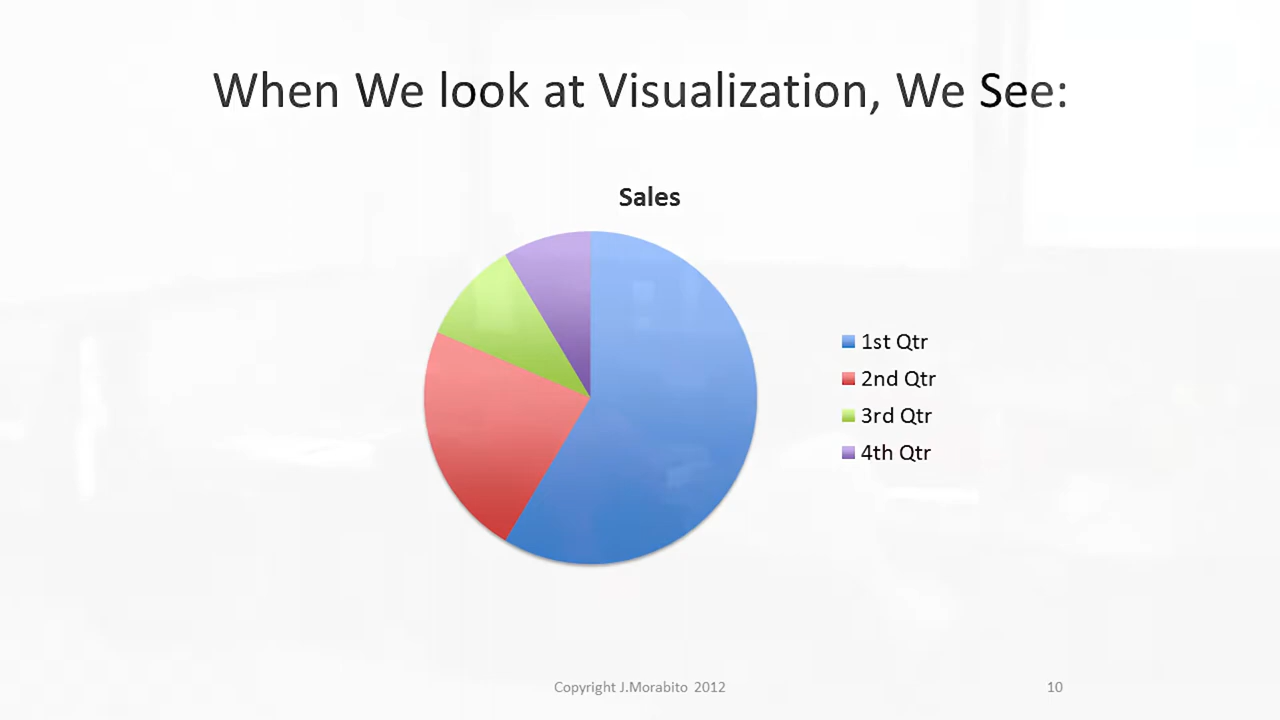 When We look at Visualization, We See:
Sales
1st Qtr
2nd Qtr
3rd Qtr
4th Qtr
Copyright J.Morabito 2012
10